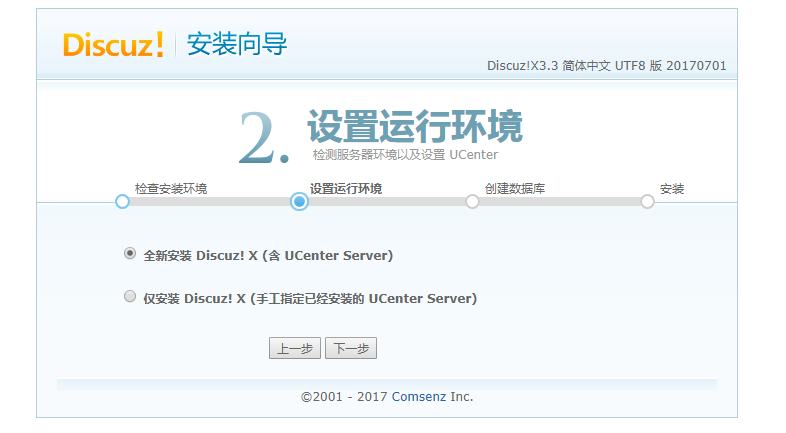 Discuz! 安装向导
Discuz!X3.3 简体中文 UTF8 版 20170701
2. 设置运行环境
检测服务器环境以及设置 UCenter
检查安装环境 设置运行环境 创建数据库 安装
全新安装 Discuz! X (含 UCenter Server)
仅安装 Discuz! X (手工指定已经安装的 UCenter Server)
上一步 下一步
©2001 - 2017 Comsenz Inc.